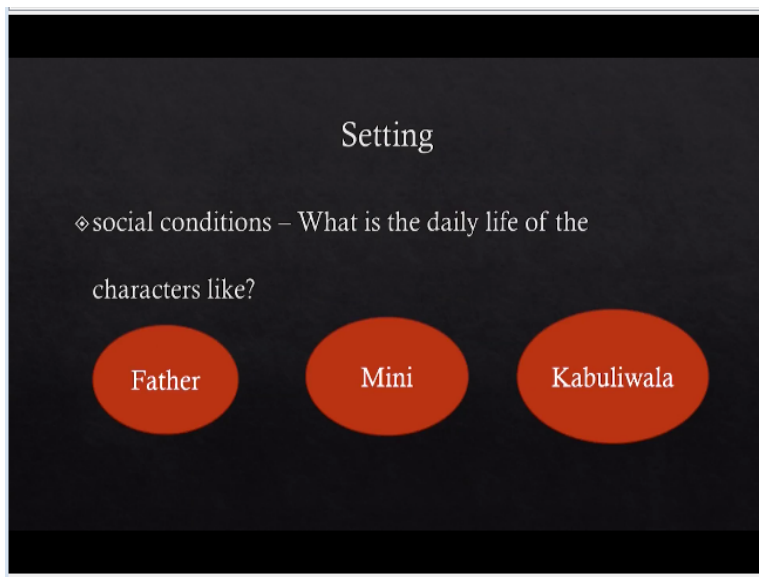 Setting
social conditions – What is the daily life of the
characters like?
Father
Mini
Kabuliwala